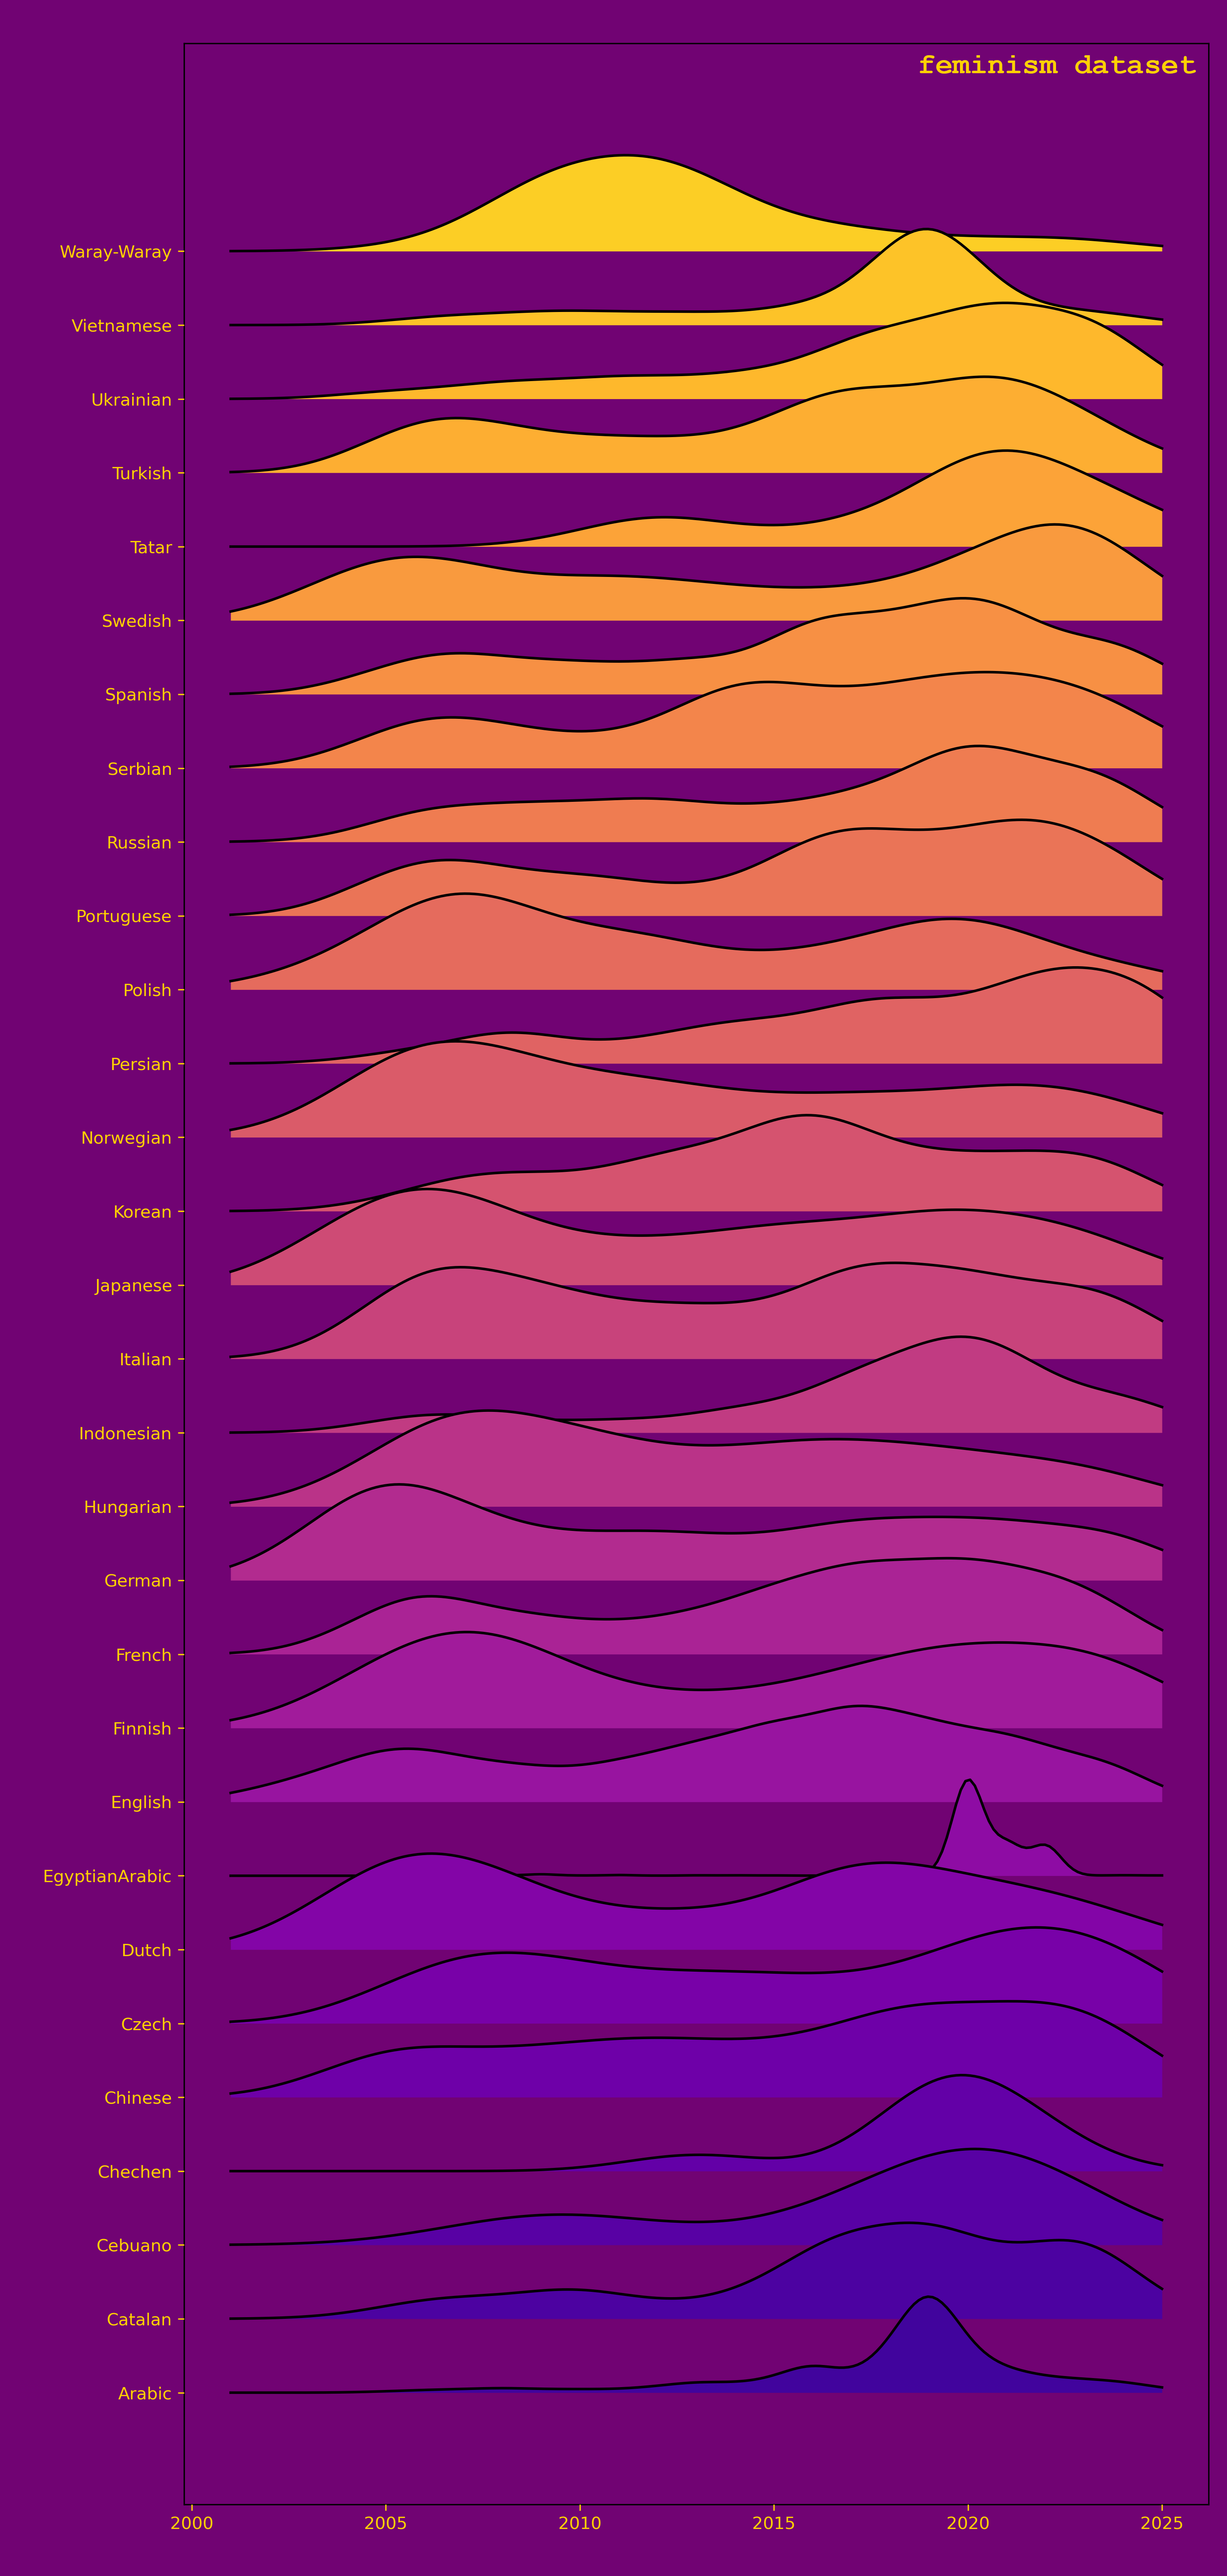 feminism dataset
Waray-Waray
Vietnamese
Ukrainian
Turkish
Tatar
Swedish
Spanish
Serbian
Russian
Portuguese
Polish
Persian
Norwegian
Korean
Japanese
Italian
Indonesian
Hungarian
German
French
Finnish
English
EgyptianArabic
Dutch
Czech
Chinese
Chechen
Cebuano
Catalan
Arabic
2000 2005 2010 2015 2020 2025